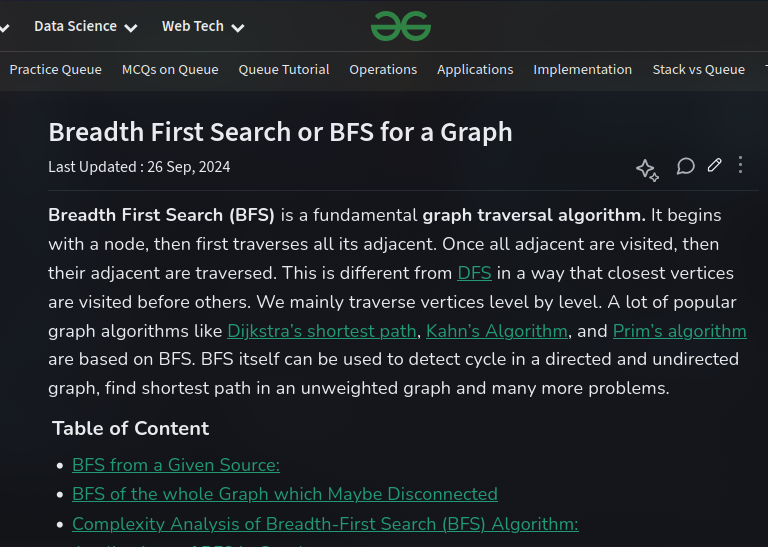 Data Science Web Tech
Practice Queue MCQs on Queue Queue Tutorial Operations Applications Implementation Stack vs Queue
Breadth First Search or BFS for a Graph
Last Updated : 26 Sep, 2024
Breadth First Search (BFS) is a fundamental graph traversal algorithm. It begins
with a node, then first traverses all its adjacent. Once all adjacent are visited, then
their adjacent are traversed. This is different from DFS in a way that closest vertices
are visited before others. We mainly traverse vertices level by level. A lot of popular
graph algorithms like Dijkstra's shortest path, Kahn's Algorithm, and Prim's algorithm
are based on BFS. BFS itself can be used to detect cycle in a directed and undirected
graph, find shortest path in an unweighted graph and many more problems.
Table of Content
BFS from a Given Source:
BFS of the whole Graph which Maybe Disconnected
Complexity Analysis of Breadth-First Search (BFS) Algorithm: